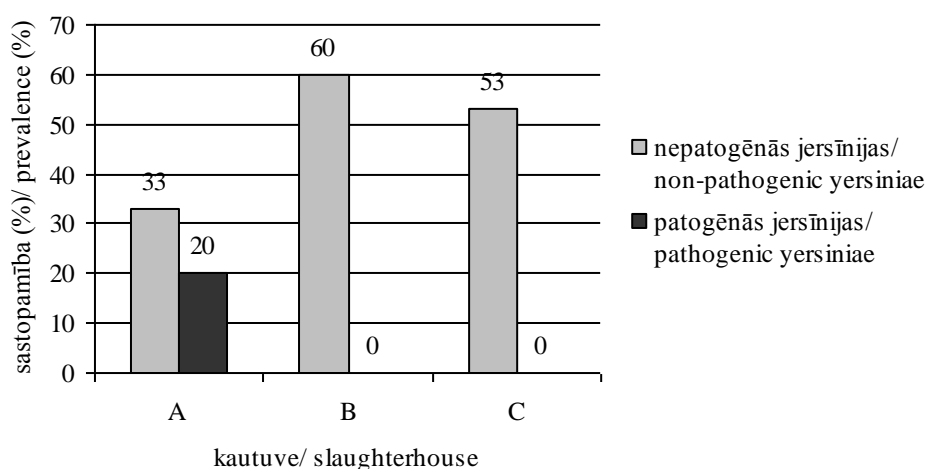 sastopamība (%)/ prevalence (%)
70
60
50
40
30
20
10
0
33
20
60
0
53
0
A
B
C
kautuve/ slaughterhouse
nepatogēnās jersīnijas/
non-pathogenic yersiniae
patogēnās jersīnijas/
pathogenic yersiniae